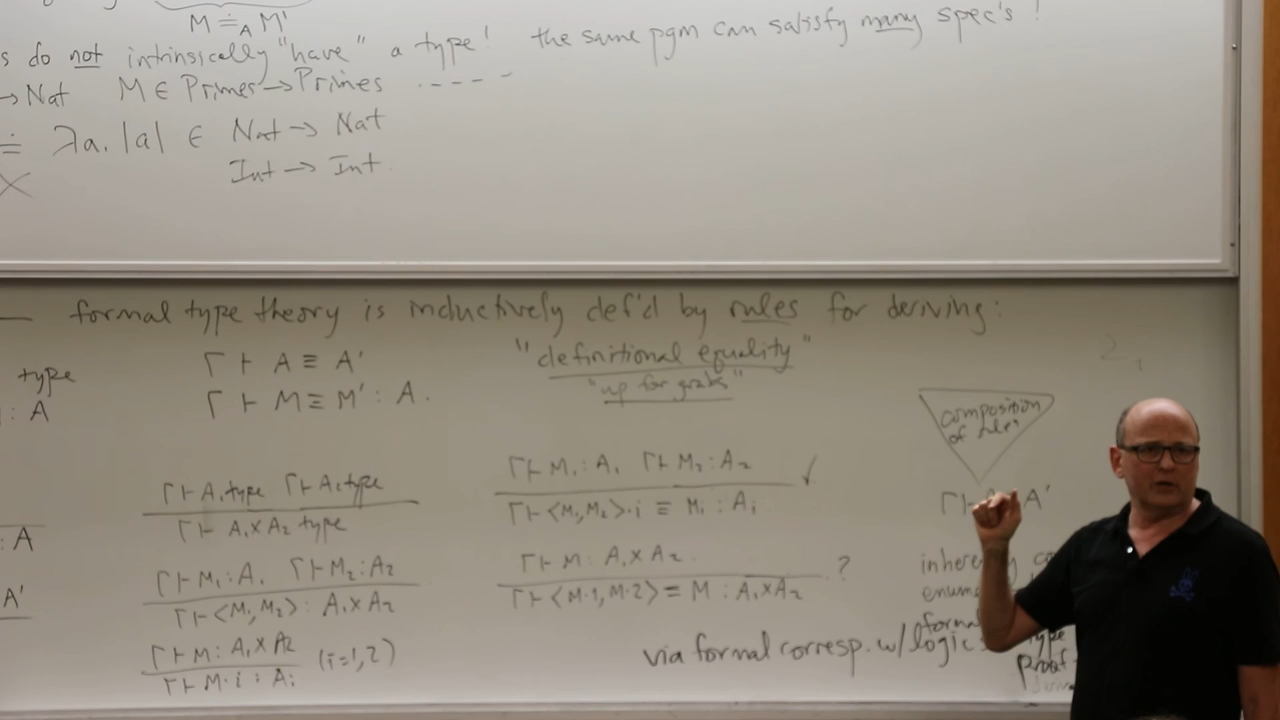 M ≐_A M'
s do not intrinsically "have" a type! the same pgm can satisfy many spec's!
→ Nat M ∈ Primes → Primes - - - -
≐ λa. |a| ∈ Nat → Nat
Int → Int.
formal type theory is inductively def'd by rules for deriving:
type
: A
Γ ⊢ A ≡ A'
Γ ⊢ M ≡ M' : A.
"definitional equality"
"up for grabs"
composition
of rules
Γ ⊢ A'
: A
A'
Γ ⊢ A₁ type Γ ⊢ A₂ type
Γ ⊢ A₁ × A₂ type
Γ ⊢ M₁ : A₁ Γ ⊢ M₂ : A₂
Γ ⊢ <M₁, M₂> : A₁ × A₂
Γ ⊢ M : A₁ × A₂ (i=1,2)
Γ ⊢ M·i : Aᵢ
Γ ⊢ M₁ : A₁ Γ ⊢ M₂ : A₂ ✓
Γ ⊢ <M₁, M₂>·i ≡ Mᵢ : Aᵢ
Γ ⊢ M : A₁ × A₂ ?
Γ ⊢ <M·1, M·2> ≡ M : A₁ × A₂
via formal corresp. w/logic
formal
type
proof